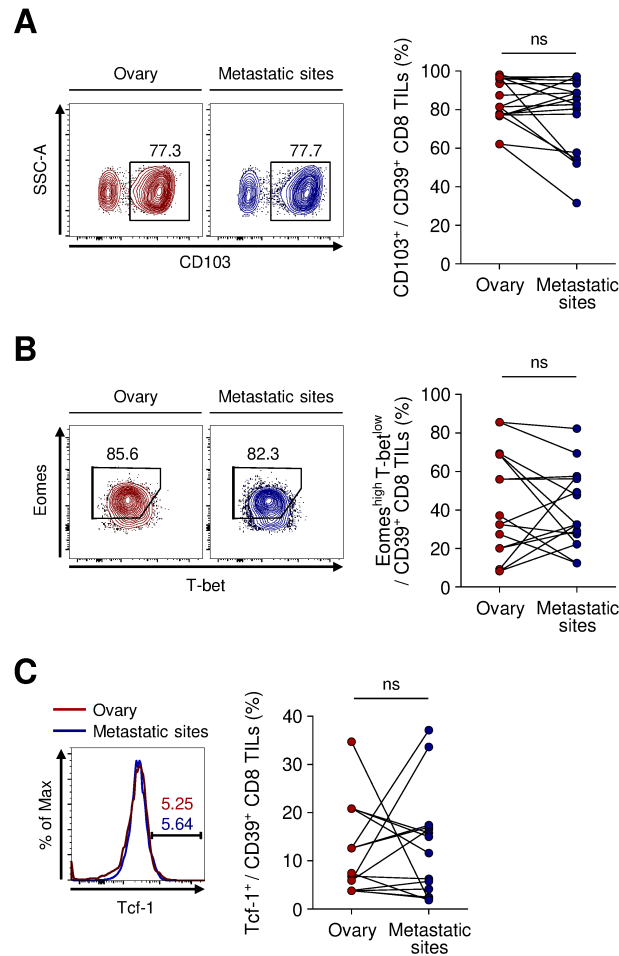 A
Ovary
Metastatic sites
SSC-A
77.3
77.7
CD103
CD103+ / CD39+ CD8 TILs (%)
ns
100
80
60
40
20
0
Ovary
Metastatic
sites
B
Ovary
Metastatic sites
Eomes
85.6
82.3
T-bet
Eomeshigh T-betlow
/ CD39+ CD8 TILs (%)
ns
100
80
60
40
20
0
Ovary
Metastatic
sites
C
Ovary
Metastatic sites
% of Max
5.25
5.64
Tcf-1
Tcf-1+ / CD39+ CD8 TILs (%)
ns
40
30
20
10
0
Ovary
Metastatic
sites